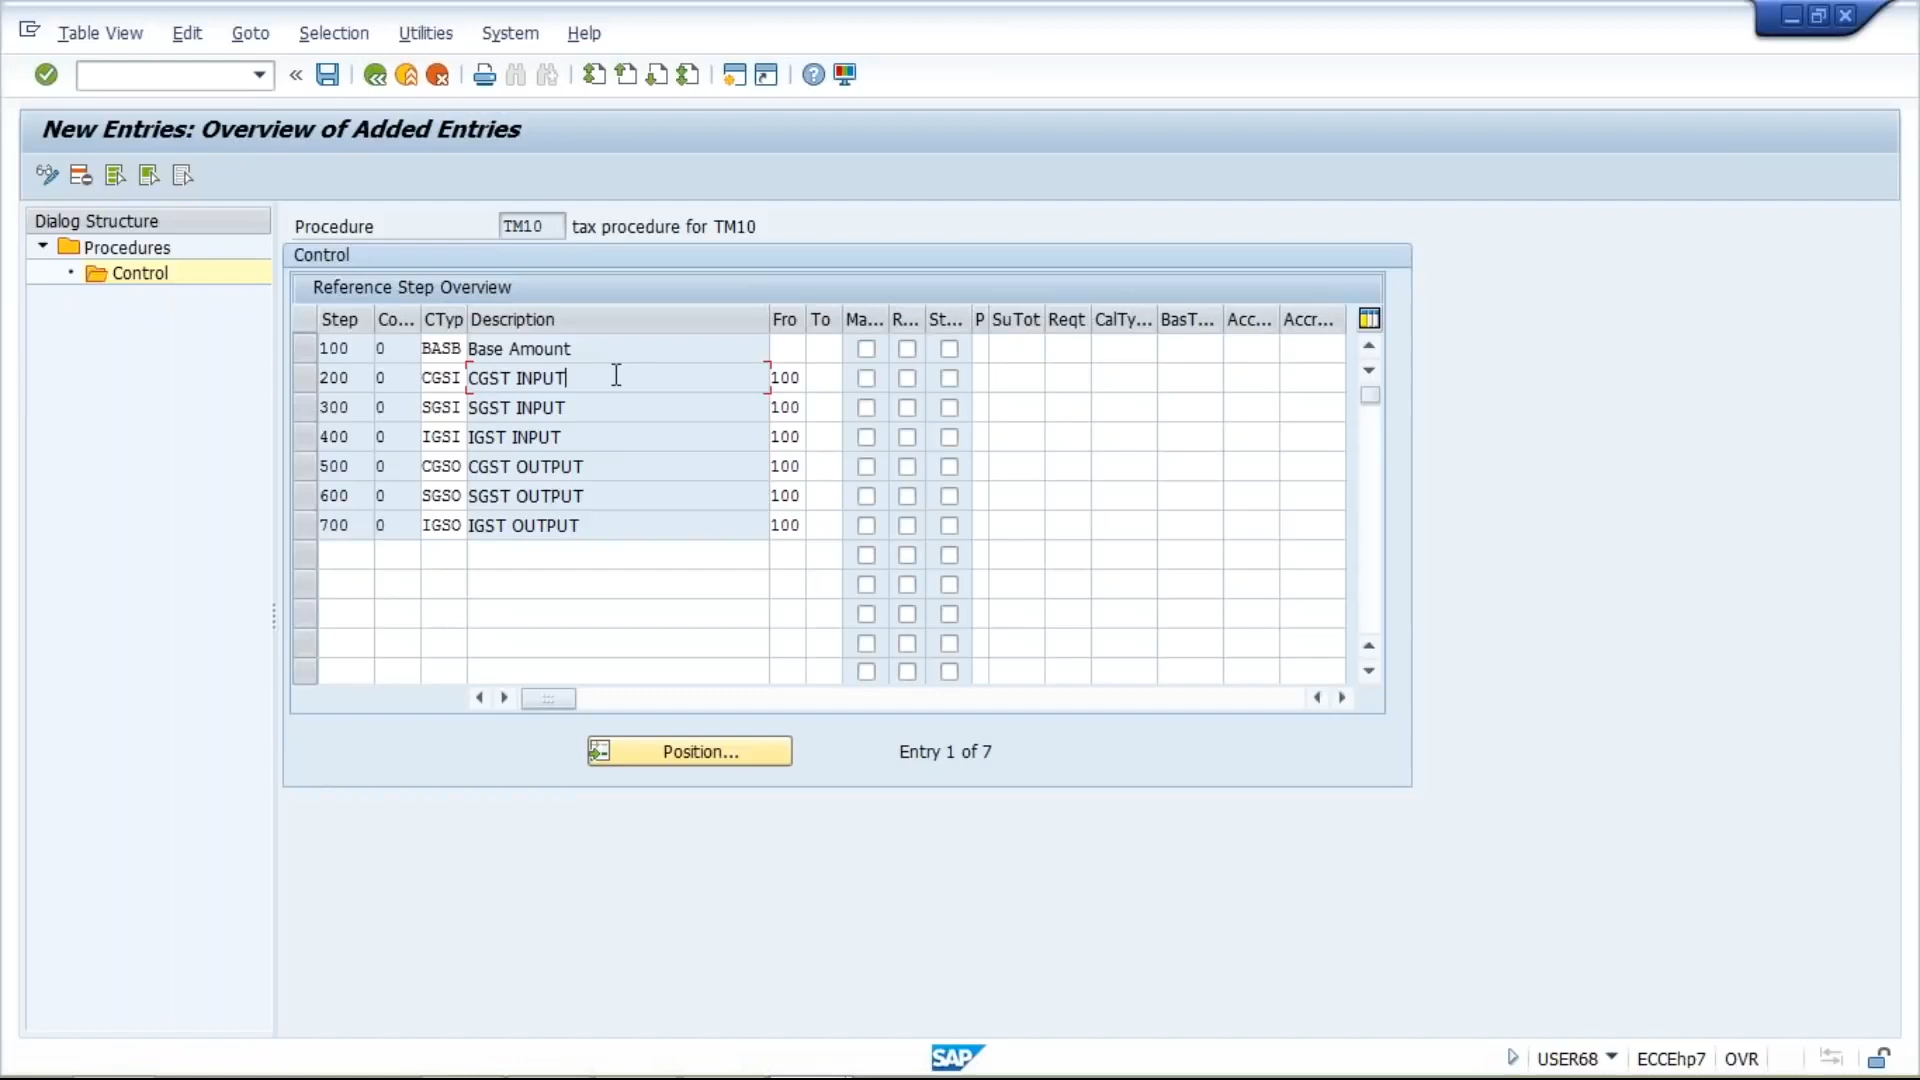 Table View Edit Goto Selection Utilities System Help
New Entries: Overview of Added Entries
Dialog Structure
Procedures
Control
Procedure TM10 tax procedure for TM10
Control
Reference Step Overview
Step Co... CTyp Description Fro To Ma... R... St... P SuTot Reqt CalTy... BasT... Acc... Accr...
100 0 BASB Base Amount
200 0 CGSI CGST INPUT 100
300 0 SGSI SGST INPUT 100
400 0 IGSI IGST INPUT 100
500 0 CGSO CGST OUTPUT 100
600 0 SGSO SGST OUTPUT 100
700 0 IGSO IGST OUTPUT 100
Position... Entry 1 of 7
SAP USER68 ECCEhp7 OVR